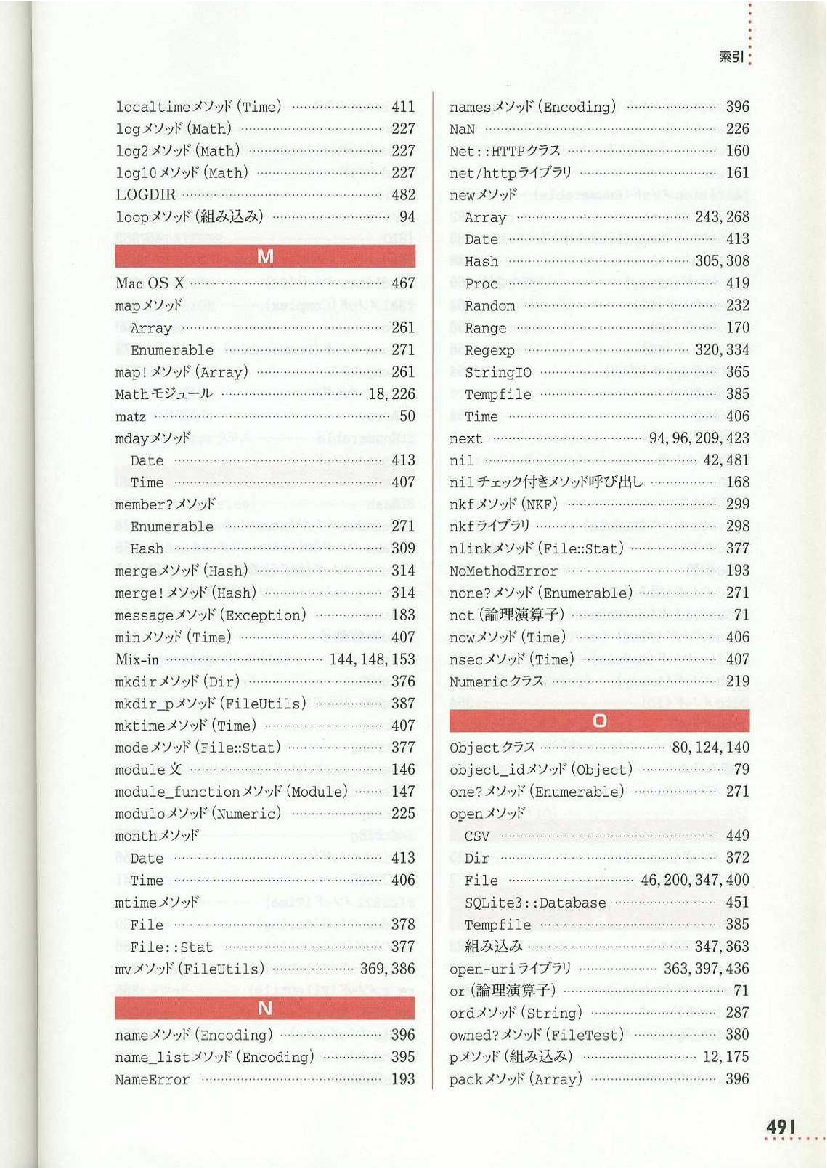 索引
localtimeメソッド(Time) 411
logメソッド(Math) 227
log2メソッド(Math) 227
log10メソッド(Math) 227
LOGDIR 482
loopメソッド(組み込み) 94
M
Mac OS X 467
mapメソッド
Array 261
Enumerable 271
map!メソッド(Array) 261
Mathモジュール 18,226
matz 50
mdayメソッド
Date 413
Time 407
member?メソッド
Enumerable 271
Hash 309
mergeメソッド(Hash) 314
merge!メソッド(Hash) 314
messageメソッド(Exception) 183
minメソッド(Time) 407
Mix-in 144,148,153
mkdirメソッド(Dir) 376
mkdir_pメソッド(FileUtils) 387
mktimeメソッド(Time) 407
modeメソッド(File::Stat) 377
module文 146
module_functionメソッド(Module) 147
moduloメソッド(Numeric) 225
monthメソッド
Date 413
Time 406
mtimeメソッド
File 378
File::Stat 377
mvメソッド(FileUtils) 369,386
N
nameメソッド(Encoding) 396
name_listメソッド(Encoding) 395
NameError 193
namesメソッド(Encoding) 396
NaN 226
Net::HTTPクラス 160
net/httpライブラリ 161
newメソッド
Array 243,268
Date 413
Hash 305,308
Proc 419
Random 232
Range 170
Regexp 320,334
StringIO 365
Tempfile 385
Time 406
next 94,96,209,423
nil 42,481
nilチェック付きメソッド呼び出し 168
nkfメソッド(NKF) 299
nkfライブラリ 298
nlinkメソッド(File::Stat) 377
NoMethodError 193
none?メソッド(Enumerable) 271
not(論理演算子) 71
nowメソッド(Time) 406
nsecメソッド(Time) 407
Numericクラス 219
O
Objectクラス 80,124,140
object_idメソッド(Object) 79
one?メソッド(Enumerable) 271
openメソッド
CSV 449
Dir 372
File 46,200,347,400
SQLite3::Database 451
Tempfile 385
組み込み 347,363
open-uriライブラリ 363,397,436
or(論理演算子) 71
ordメソッド(String) 287
owned?メソッド(FileTest) 380
pメソッド(組み込み) 12,175
packメソッド(Array) 396
491